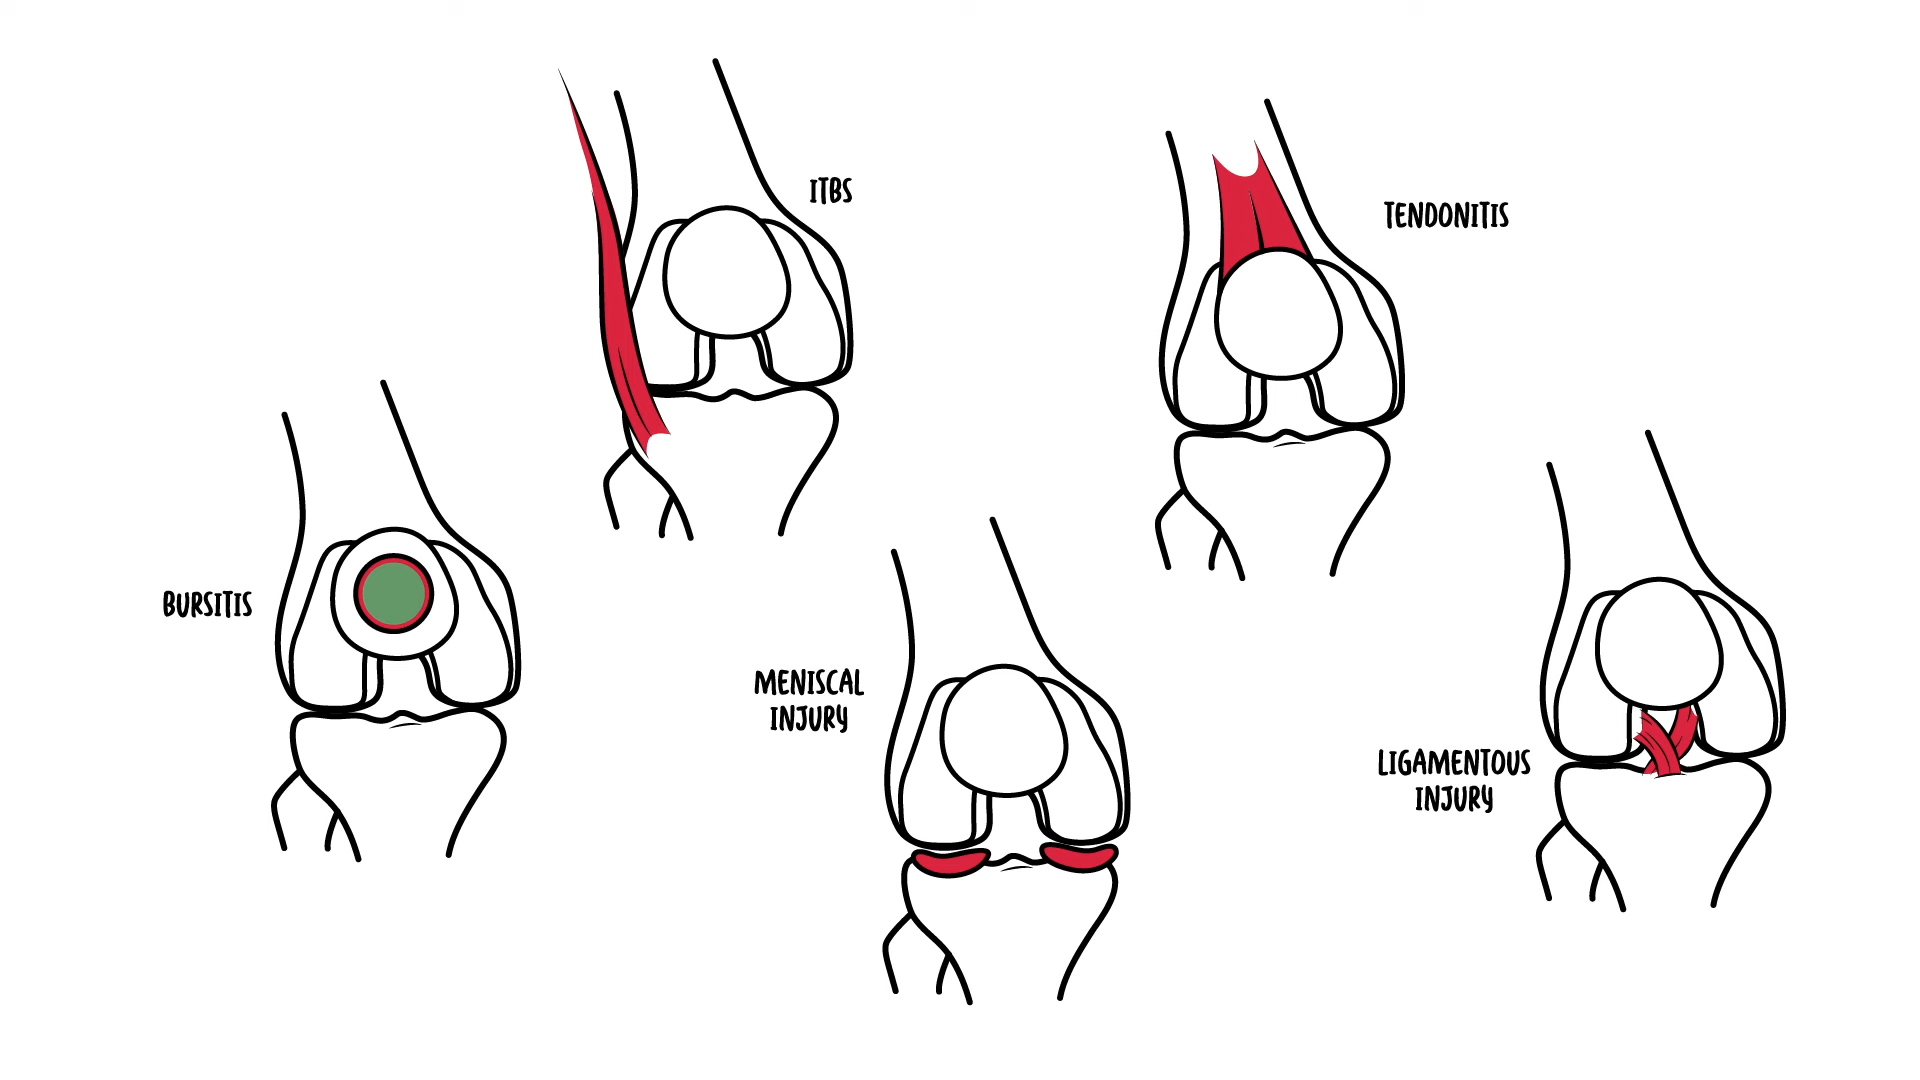 ITBS
TENDONITIS
BURSITIS
MENISCAL
INJURY
LIGAMENTOUS
INJURY